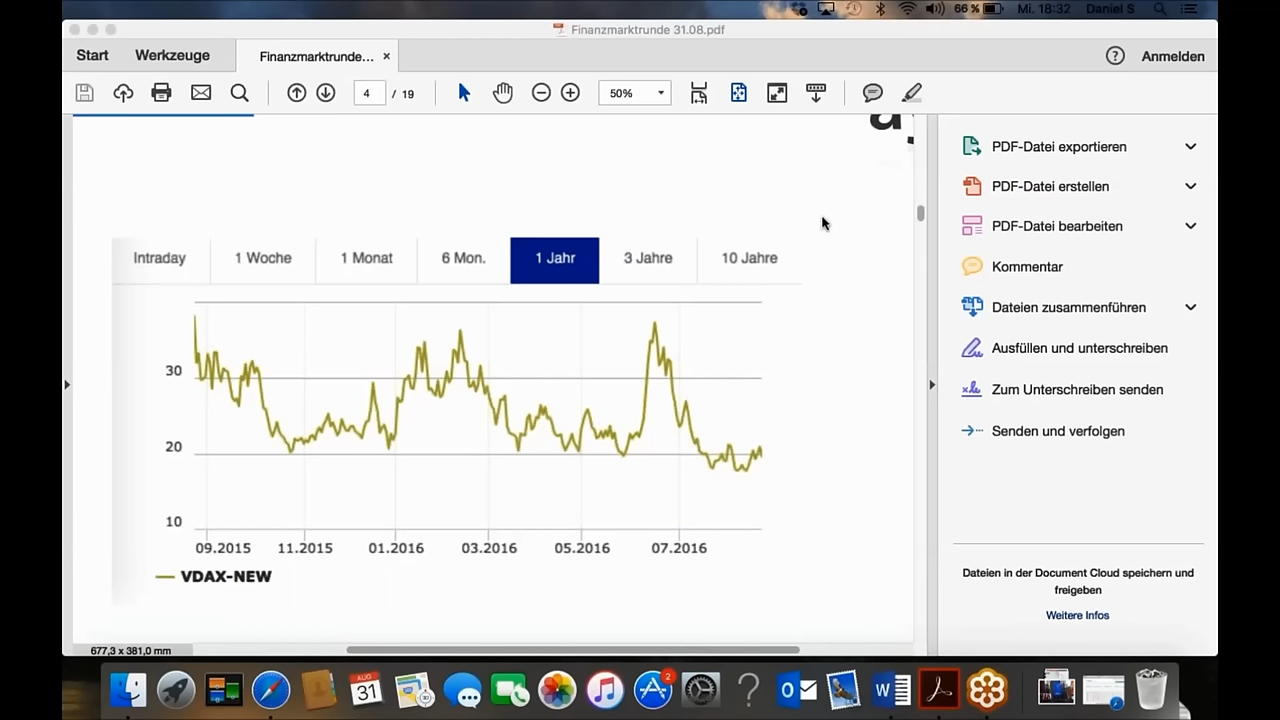 66 % Mi. 18:32 Daniel S
Finanzmarktrunde 31.08.pdf
Start Werkzeuge Finanzmarktrunde... ×
? Anmelden
4 / 19 50%
PDF-Datei exportieren
PDF-Datei erstellen
PDF-Datei bearbeiten
Kommentar
Dateien zusammenführen
Ausfüllen und unterschreiben
Zum Unterschreiben senden
Senden und verfolgen
Dateien in der Document Cloud speichern und
freigeben
Weitere Infos
Intraday 1 Woche 1 Monat 6 Mon. 1 Jahr 3 Jahre 10 Jahre
30
20
10
09.2015 11.2015 01.2016 03.2016 05.2016 07.2016
VDAX-NEW
677,3 x 381,0 mm
AUG
31
2